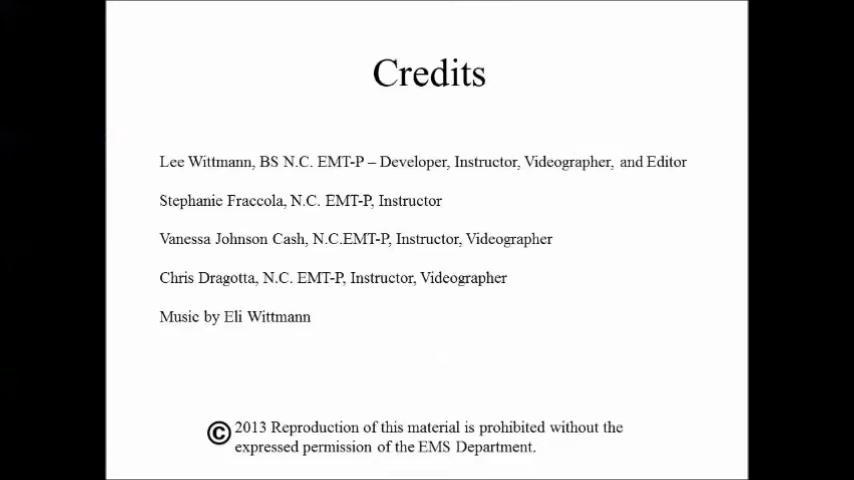 Credits
Lee Wittmann, BS N.C. EMT-P – Developer, Instructor, Videographer, and Editor
Stephanie Fraccola, N.C. EMT-P, Instructor
Vanessa Johnson Cash, N.C.EMT-P, Instructor, Videographer
Chris Dragotta, N.C. EMT-P, Instructor, Videographer
Music by Eli Wittmann
© 2013 Reproduction of this material is prohibited without the
expressed permission of the EMS Department.